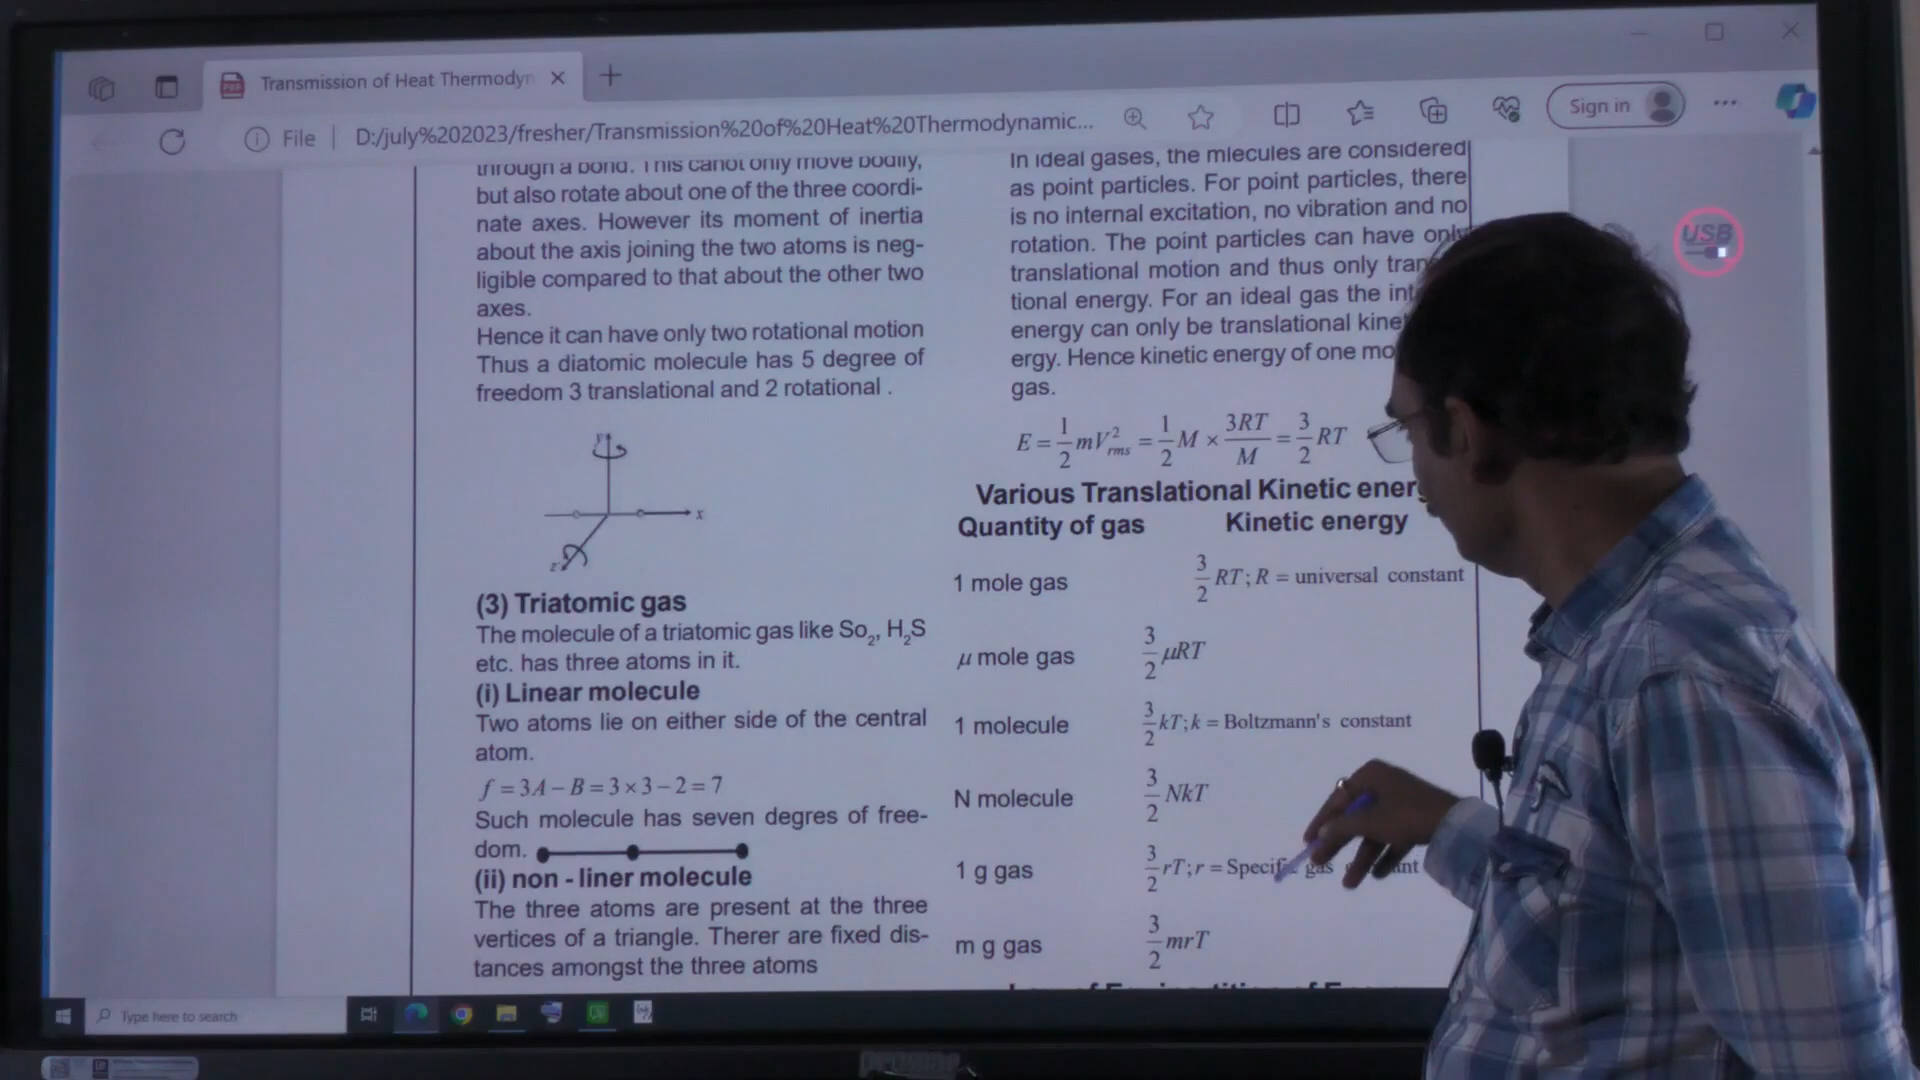 Transmission of Heat Thermodyn
File
D:/july%202023/fresher/Transmission%20of%20Heat%20Thermodynamic...
Sign in
through a bond. This canot only move bodily,
but also rotate about one of the three coordi-
nate axes. However its moment of inertia
about the axis joining the two atoms is neg-
ligible compared to that about the other two
axes.
Hence it can have only two rotational motion
Thus a diatomic molecule has 5 degree of
freedom 3 translational and 2 rotational .
y
x
z
(3) Triatomic gas
The molecule of a triatomic gas like So₂, H₂S
etc. has three atoms in it.
(i) Linear molecule
Two atoms lie on either side of the central
atom.
f = 3A − B = 3 × 3 − 2 = 7
Such molecule has seven degres of free-
dom.
(ii) non - liner molecule
The three atoms are present at the three
vertices of a triangle. Therer are fixed dis-
tances amongst the three atoms
In ideal gases, the mlecules are considered
as point particles. For point particles, there
is no internal excitation, no vibration and no
rotation. The point particles can have only
translational motion and thus only tran
tional energy. For an ideal gas the int
energy can only be translational kine
ergy. Hence kinetic energy of one mo
gas.
E = 1/2 mV²rms = 1/2 M × 3RT/M = 3/2 RT
Various Translational Kinetic ener
Quantity of gas Kinetic energy
1 mole gas 3/2 RT; R = universal constant
μ mole gas 3/2 μRT
1 molecule 3/2 kT; k = Boltzmann's constant
N molecule 3/2 NkT
1 g gas 3/2 rT; r = Specif gas nt
m g gas 3/2 mrT
USB
Type here to search